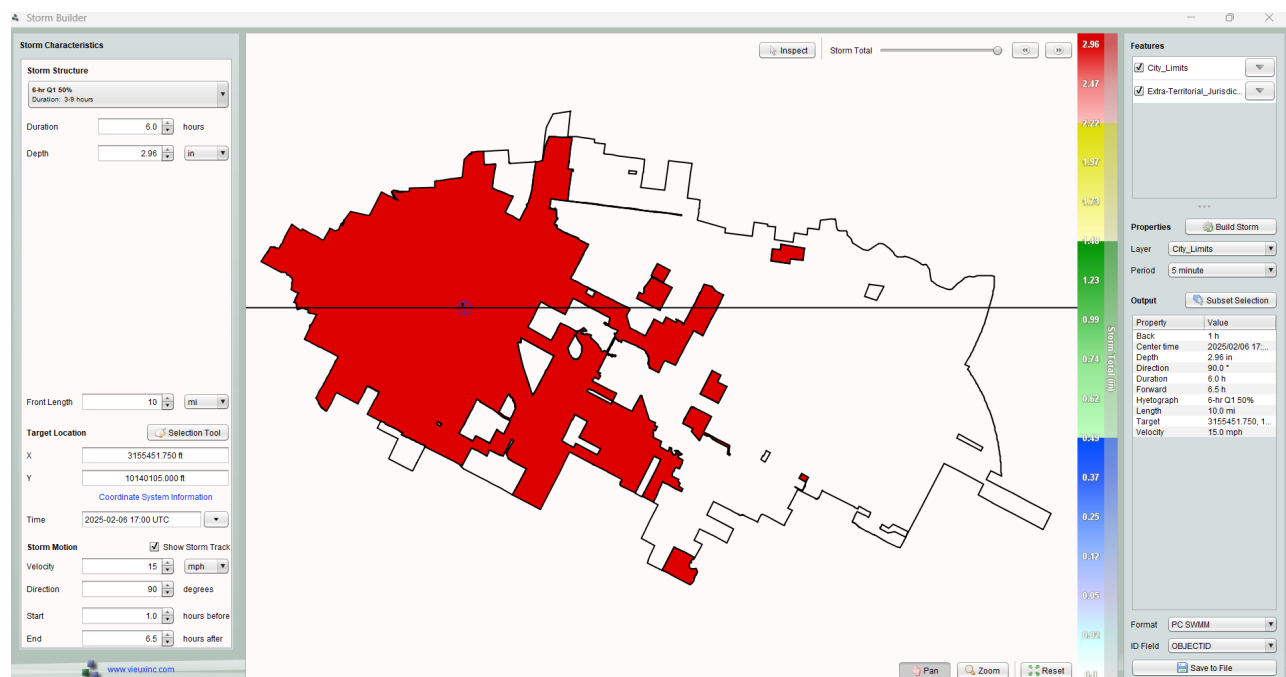 Storm Builder
Storm Characteristics
Storm Structure
6-hr Q1 50%
Duration: 3-9 hours
Duration 6.0 hours
Depth 2.96 in
Front Length 10 mi
Target Location Selection Tool
X 3155451.750 ft
Y 10140105.000 ft
Coordinate System Information
Time 2025-02-06 17:00 UTC
Storm Motion Show Storm Track
Velocity 15 mph
Direction 90 degrees
Start 1.0 hours before
End 6.5 hours after
www.vieuxinc.com
Inspect Storm Total
Pan Zoom Reset
2.96
2.47
2.22
1.97
1.73
1.48
1.23
0.99
0.74
0.62
0.49
0.37
0.25
0.12
0.05
0.02
0.0
Storm Total (in)
Features
City_Limits
Extra-Territorial_Jurisdic...
Properties Build Storm
Layer City_Limits
Period 5 minute
Output Subset Selection
Property Value
Back 1 h
Center time 2025/02/06 17:...
Depth 2.96 in
Direction 90.0 °
Duration 6.0 h
Forward 6.5 h
Hyetograph 6-hr Q1 50%
Length 10.0 mi
Target 3155451.750, 1...
Velocity 15.0 mph
Format PC SWMM
ID Field OBJECTID
Save to File